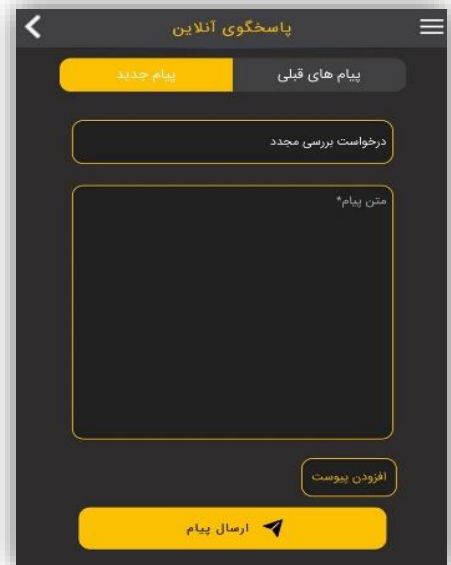 پاسخگوی آنلاین
پیام های قبلی
پیام جدید
درخواست بررسی مجدد
متن پیام*
افزودن پیوست
ارسال پیام